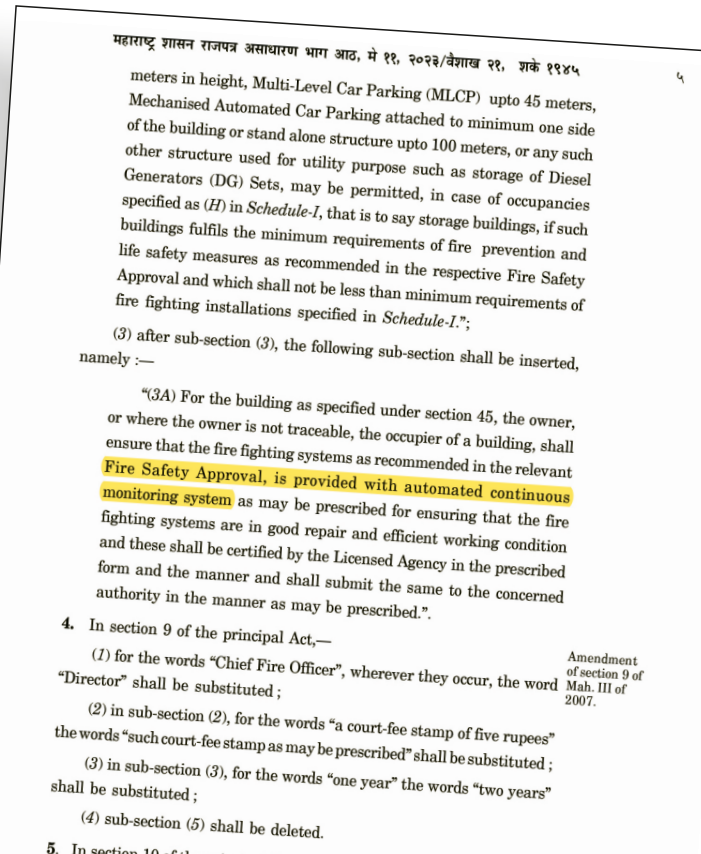 महाराष्ट्र शासन राजपत्र असाधारण भाग आठ, मे ११, २०२३/वैशाख २१, शके १९४५
५
meters in height, Multi-Level Car Parking (MLCP) upto 45 meters,
Mechanised Automated Car Parking attached to minimum one side
of the building or stand alone structure upto 100 meters, or any such
other structure used for utility purpose such as storage of Diesel
Generators (DG) Sets, may be permitted, in case of occupancies
specified as (H) in Schedule-I, that is to say storage buildings, if such
buildings fulfils the minimum requirements of fire prevention and
life safety measures as recommended in the respective Fire Safety
Approval and which shall not be less than minimum requirements of
fire fighting installations specified in Schedule-I.”;
(3) after sub-section (3), the following sub-section shall be inserted,
namely :—
“(3A) For the building as specified under section 45, the owner,
or where the owner is not traceable, the occupier of a building, shall
ensure that the fire fighting systems as recommended in the relevant
Fire Safety Approval, is provided with automated continuous
monitoring system as may be prescribed for ensuring that the fire
fighting systems are in good repair and efficient working condition
and these shall be certified by the Licensed Agency in the prescribed
form and the manner and shall submit the same to the concerned
authority in the manner as may be prescribed.”.
4. In section 9 of the principal Act,—
(1) for the words “Chief Fire Officer”, wherever they occur, the word
“Director” shall be substituted ;
Amendment
of section 9 of
Mah. III of
2007.
(2) in sub-section (2), for the words “a court-fee stamp of five rupees”
the words “such court-fee stamp as may be prescribed” shall be substituted ;
(3) in sub-section (3), for the words “one year” the words “two years”
shall be substituted ;
(4) sub-section (5) shall be deleted.
5. In section 10 of the